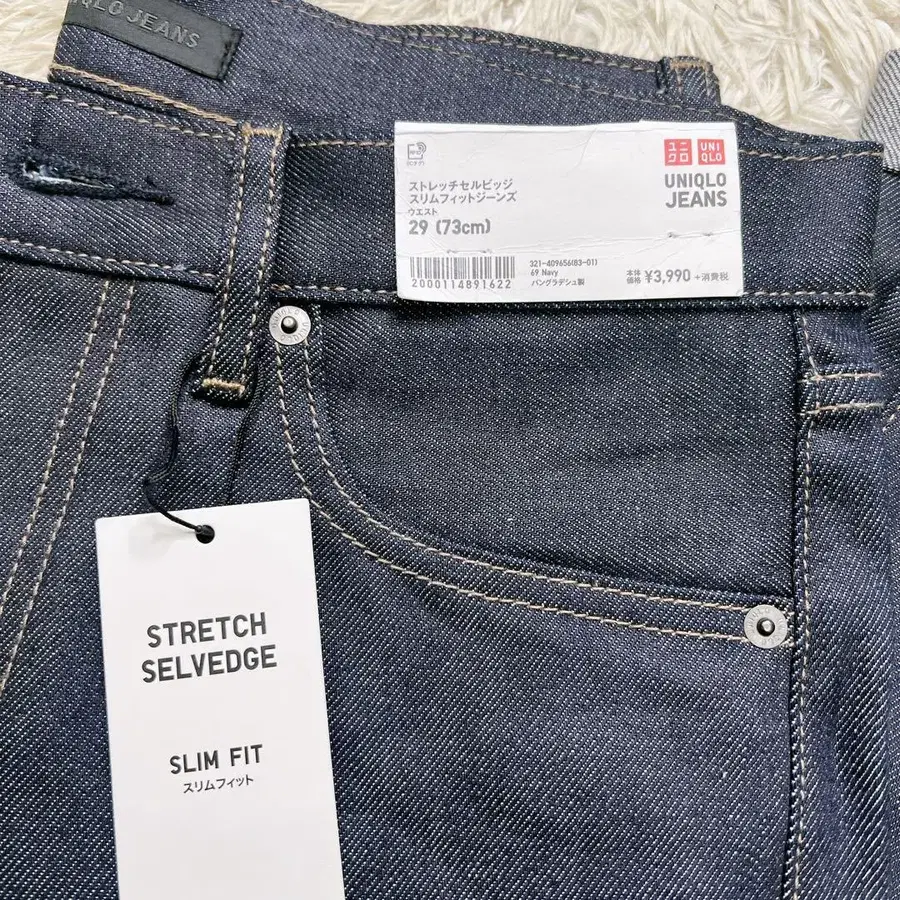 UNIQLO JEANS
ストレッチセルビッジ
スリムフィットジーンズ
ウエスト
29 (73cm)
ユニ
クロ
UNI
QLO
UNIQLO
JEANS
2000114891622
321-409656(83-01)
69 Navy
バングラデシュ製
本体
価格 ¥3,990 +消費税
STRETCH
SELVEDGE
SLIM FIT
スリムフィット